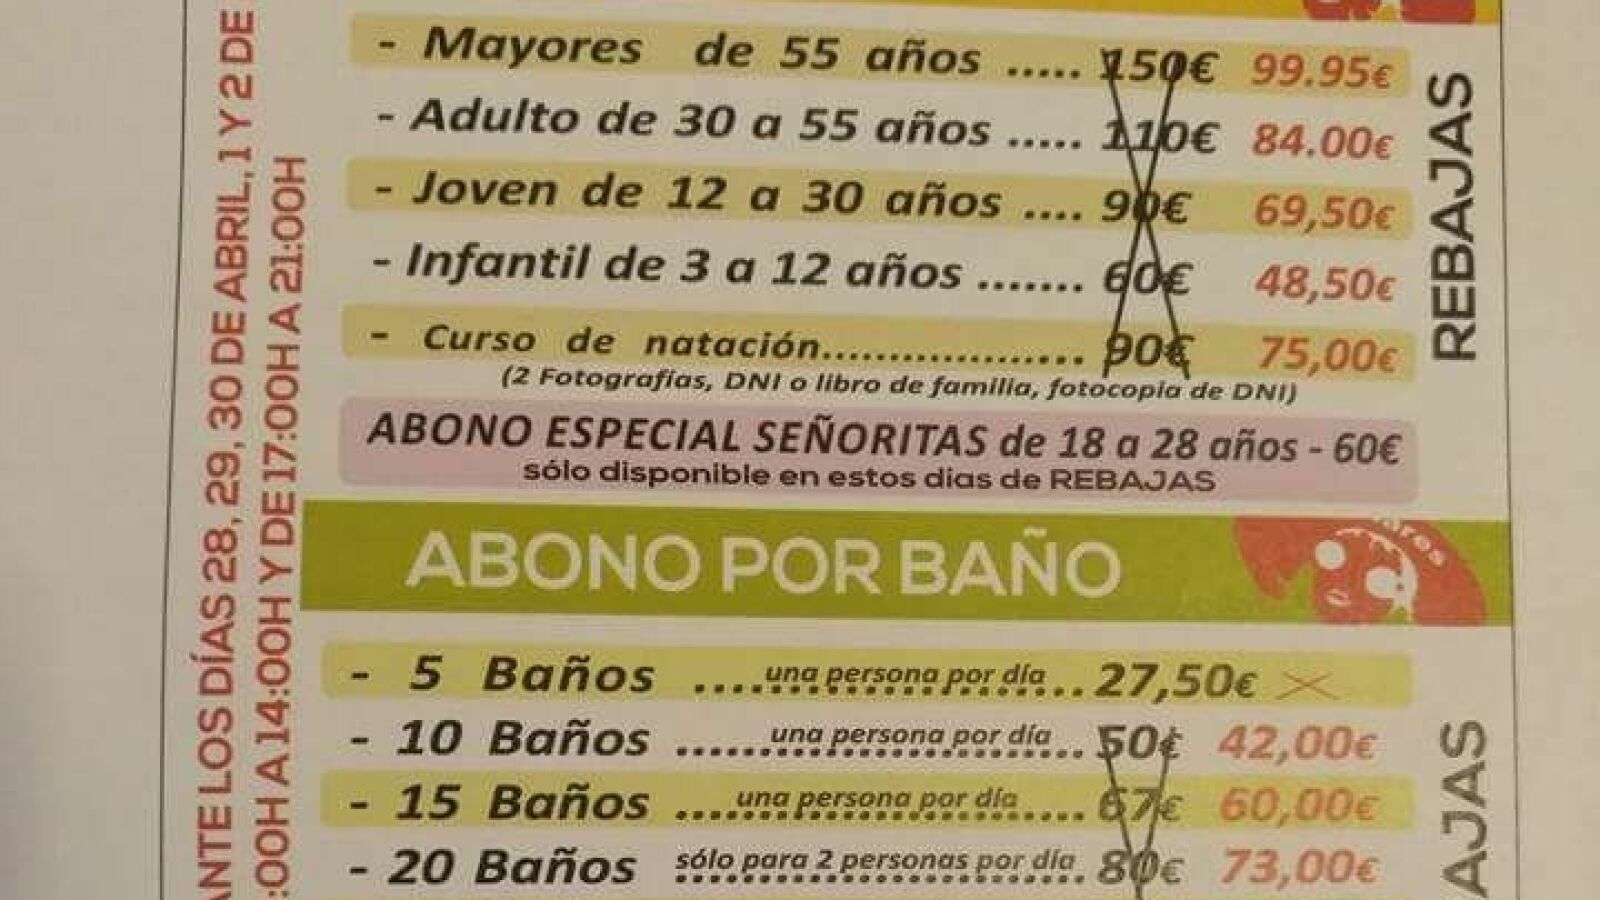 - Mayores de 55 años ..... 150€ 99.95€
- Adulto de 30 a 55 años ..... 110€ 84.00€
- Joven de 12 a 30 años .... 90€ 69,50€
- Infantil de 3 a 12 años ....... 60€ 48,50€
- Curso de natación................... 90€ 75,00€
(2 Fotografías, DNI o libro de familia, fotocopia de DNI)
ABONO ESPECIAL SEÑORITAS de 18 a 28 años - 60€
sólo disponible en estos dias de REBAJAS
REBAJAS
ABONO POR BAÑO
- 5 Baños ....una persona por día... 27,50€
- 10 Baños ....una persona por día... 50€ 42,00€
- 15 Baños ....una persona por día... 67€ 60,00€
- 20 Baños sólo para 2 personas por día 80€ 73,00€
AJAS
ANTE LOS DÍAS 28, 29, 30 DE ABRIL, 1 Y 2 DE
:00H A 14:00H Y DE 17:00H A 21:00H